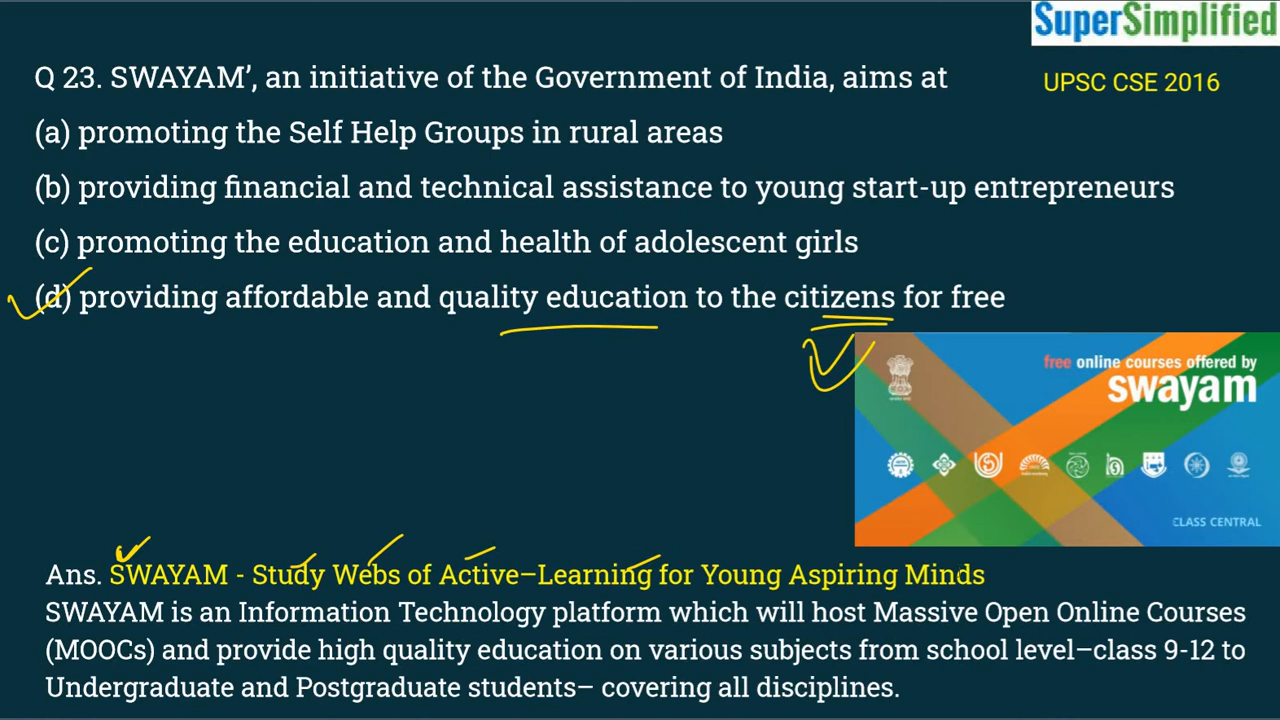 SuperSimplified
Q 23. SWAYAM’, an initiative of the Government of India, aims at
UPSC CSE 2016
(a) promoting the Self Help Groups in rural areas
(b) providing financial and technical assistance to young start-up entrepreneurs
(c) promoting the education and health of adolescent girls
(d) providing affordable and quality education to the citizens for free
free online courses offered by
swayam
CLASS CENTRAL
Ans. SWAYAM - Study Webs of Active–Learning for Young Aspiring Minds
SWAYAM is an Information Technology platform which will host Massive Open Online Courses
(MOOCs) and provide high quality education on various subjects from school level–class 9-12 to
Undergraduate and Postgraduate students– covering all disciplines.